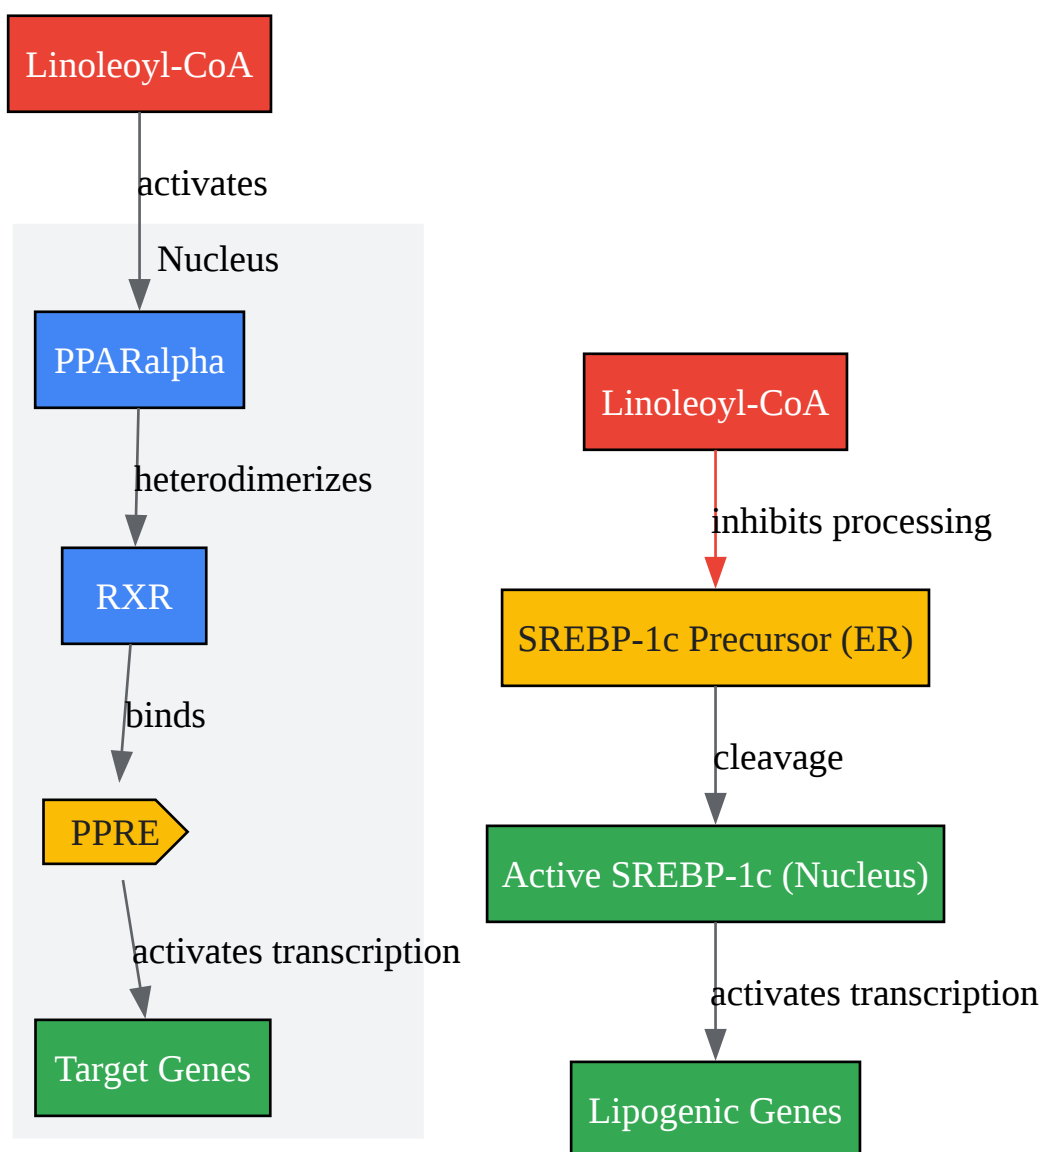 Linoleoyl-CoA
activates
Nucleus
PPARalpha
heterodimerizes
RXR
binds
PPRE
activates transcription
Target Genes
Linoleoyl-CoA
inhibits processing
SREBP-1c Precursor (ER)
cleavage
Active SREBP-1c (Nucleus)
activates transcription
Lipogenic Genes